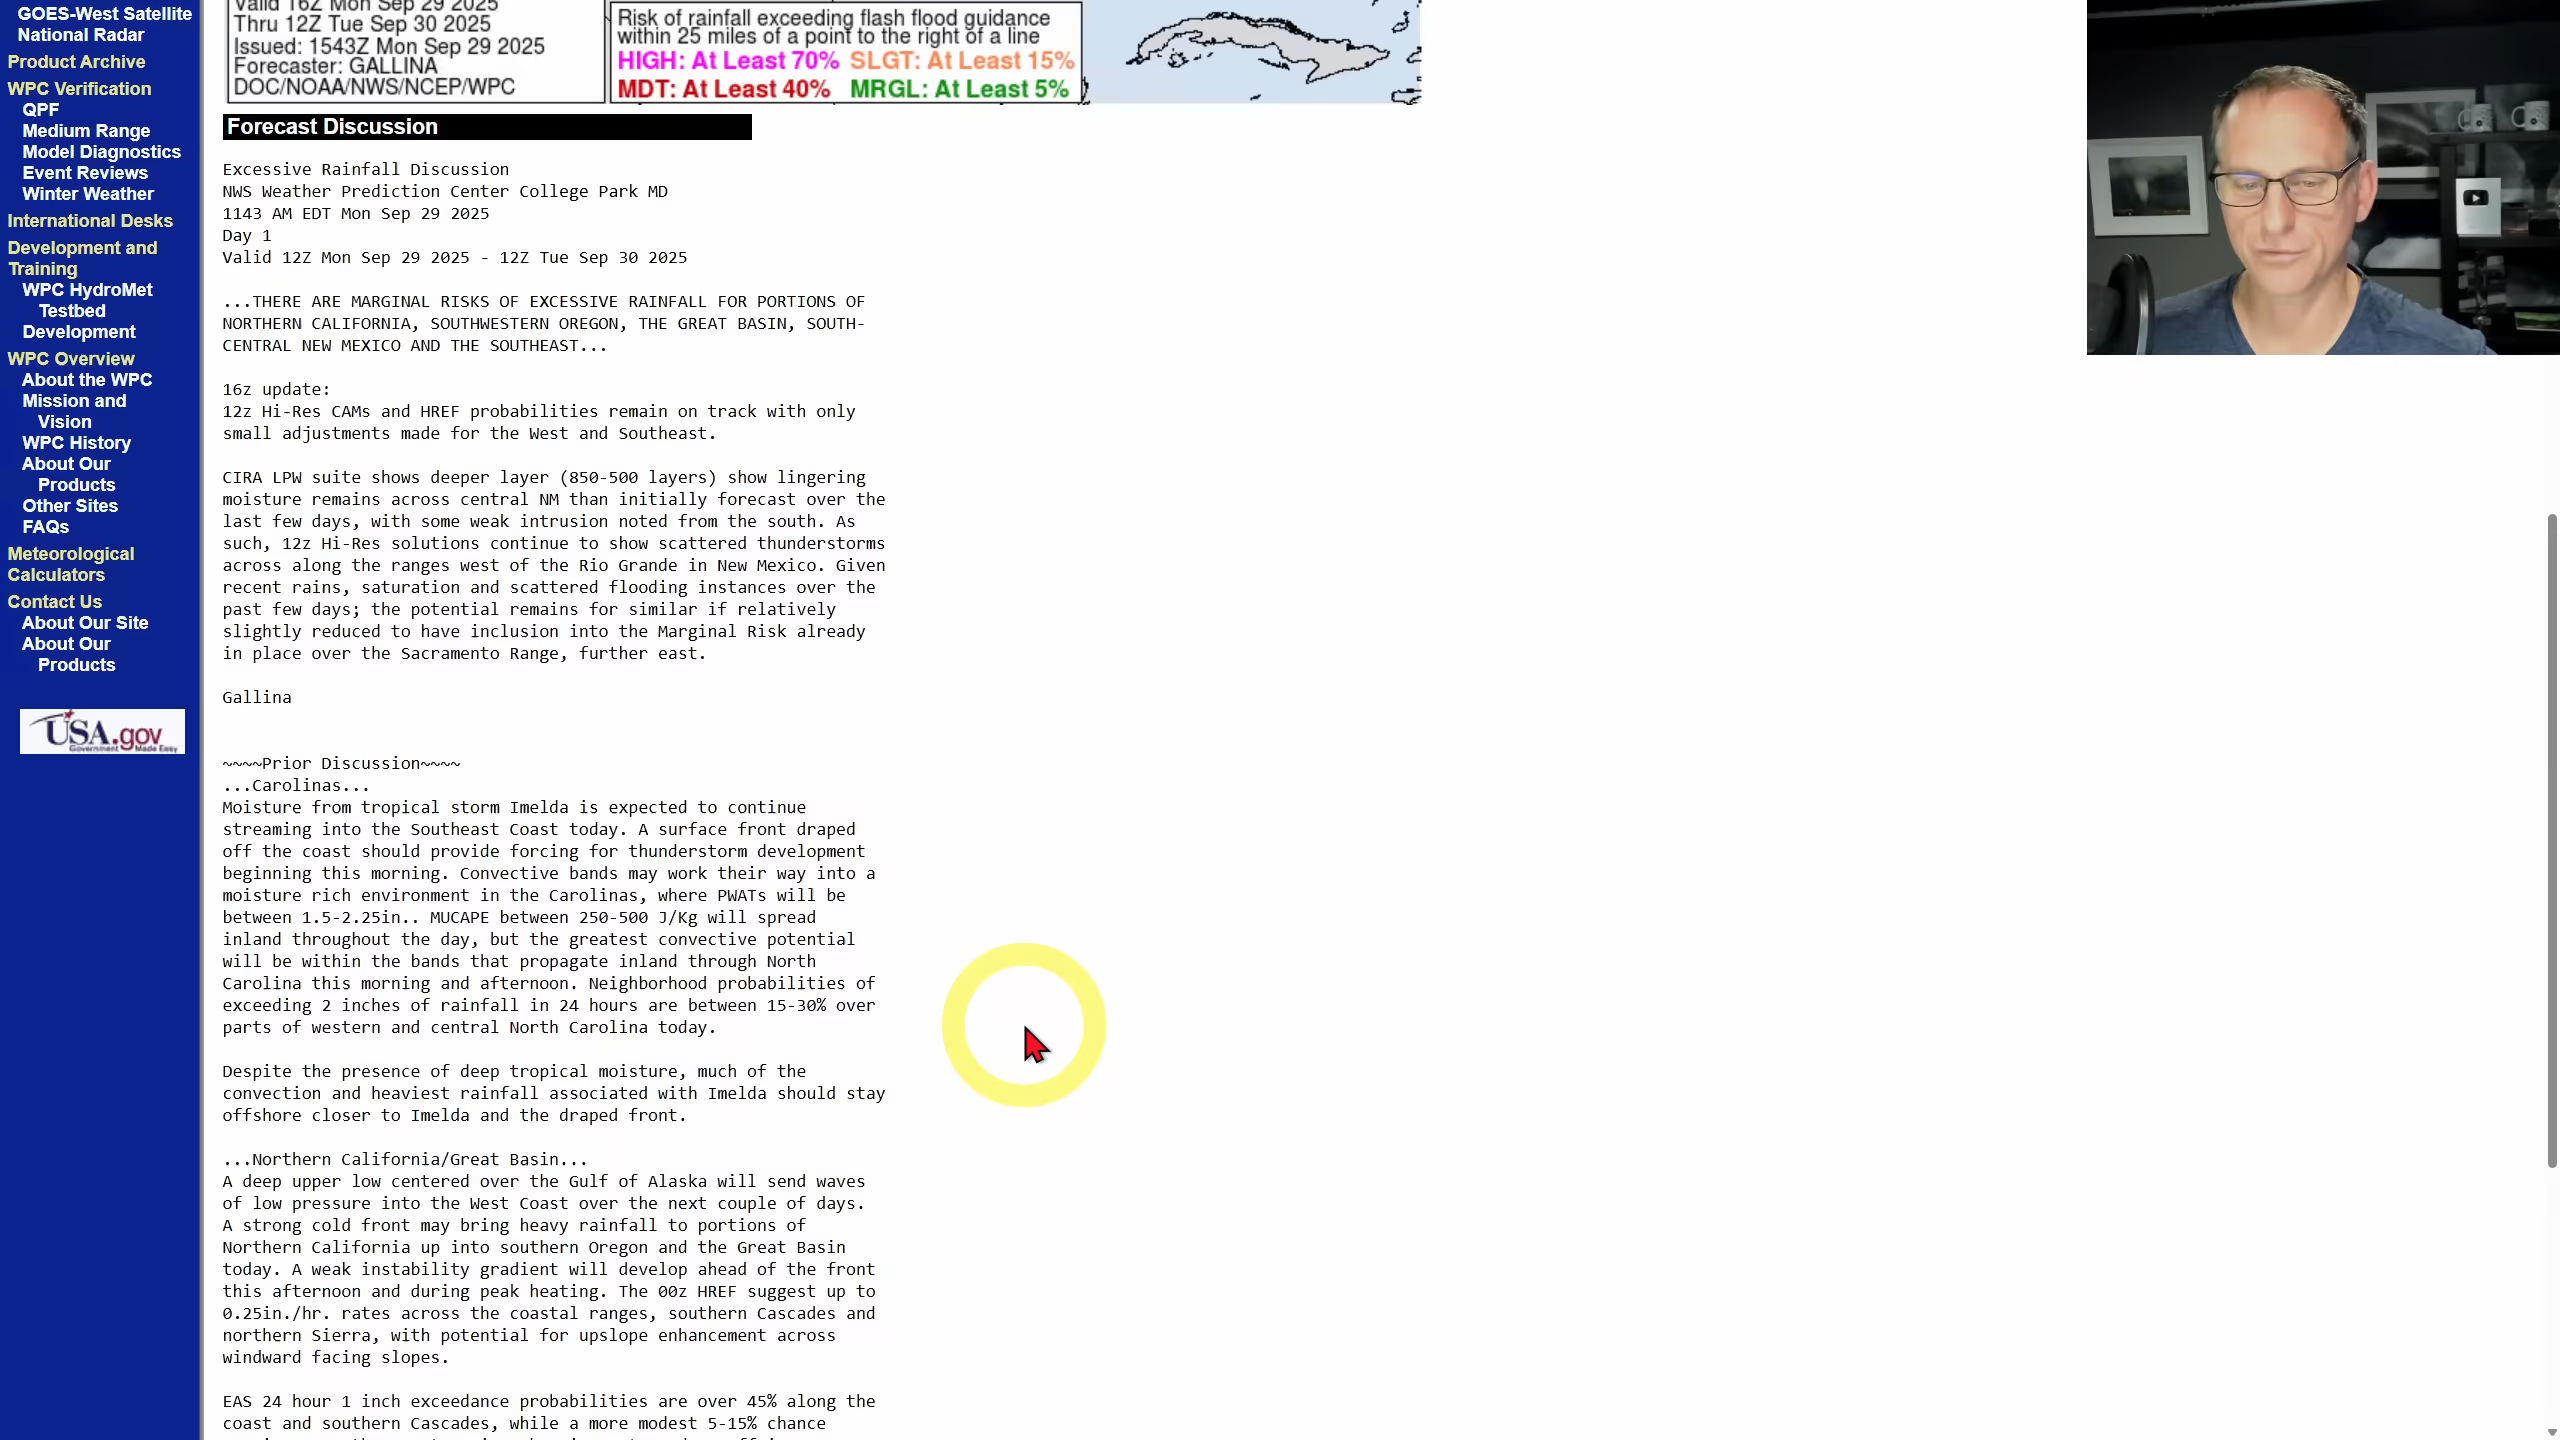 GOES-West Satellite
National Radar
Product Archive
WPC Verification
QPF
Medium Range
Model Diagnostics
Event Reviews
Winter Weather
International Desks
Development and
Training
WPC HydroMet
Testbed
Development
WPC Overview
About the WPC
Mission and
Vision
WPC History
About Our
Products
Other Sites
FAQs
Meteorological
Calculators
Contact Us
About Our Site
About Our
Products
USA.gov
Government Made Easy
Valid 16Z Mon Sep 29 2025
Thru 12Z Tue Sep 30 2025
Issued: 1543Z Mon Sep 29 2025
Forecaster: GALLINA
DOC/NOAA/NWS/NCEP/WPC
Risk of rainfall exceeding flash flood guidance
within 25 miles of a point to the right of a line
HIGH: At Least 70% SLGT: At Least 15%
MDT: At Least 40% MRGL: At Least 5%
Forecast Discussion
Excessive Rainfall Discussion
NWS Weather Prediction Center College Park MD
1143 AM EDT Mon Sep 29 2025
Day 1
Valid 12Z Mon Sep 29 2025 - 12Z Tue Sep 30 2025
...THERE ARE MARGINAL RISKS OF EXCESSIVE RAINFALL FOR PORTIONS OF
NORTHERN CALIFORNIA, SOUTHWESTERN OREGON, THE GREAT BASIN, SOUTH-
CENTRAL NEW MEXICO AND THE SOUTHEAST...
16z update:
12z Hi-Res CAMs and HREF probabilities remain on track with only
small adjustments made for the West and Southeast.
CIRA LPW suite shows deeper layer (850-500 layers) show lingering
moisture remains across central NM than initially forecast over the
last few days, with some weak intrusion noted from the south. As
such, 12z Hi-Res solutions continue to show scattered thunderstorms
across along the ranges west of the Rio Grande in New Mexico. Given
recent rains, saturation and scattered flooding instances over the
past few days; the potential remains for similar if relatively
slightly reduced to have inclusion into the Marginal Risk already
in place over the Sacramento Range, further east.
Gallina
~~~~Prior Discussion~~~~
...Carolinas...
Moisture from tropical storm Imelda is expected to continue
streaming into the Southeast Coast today. A surface front draped
off the coast should provide forcing for thunderstorm development
beginning this morning. Convective bands may work their way into a
moisture rich environment in the Carolinas, where PWATs will be
between 1.5-2.25in.. MUCAPE between 250-500 J/Kg will spread
inland throughout the day, but the greatest convective potential
will be within the bands that propagate inland through North
Carolina this morning and afternoon. Neighborhood probabilities of
exceeding 2 inches of rainfall in 24 hours are between 15-30% over
parts of western and central North Carolina today.
Despite the presence of deep tropical moisture, much of the
convection and heaviest rainfall associated with Imelda should stay
offshore closer to Imelda and the draped front.
...Northern California/Great Basin...
A deep upper low centered over the Gulf of Alaska will send waves
of low pressure into the West Coast over the next couple of days.
A strong cold front may bring heavy rainfall to portions of
Northern California up into southern Oregon and the Great Basin
today. A weak instability gradient will develop ahead of the front
this afternoon and during peak heating. The 00z HREF suggest up to
0.25in./hr. rates across the coastal ranges, southern Cascades and
northern Sierra, with potential for upslope enhancement across
windward facing slopes.
EAS 24 hour 1 inch exceedance probabilities are over 45% along the
coast and southern Cascades, while a more modest 5-15% chance